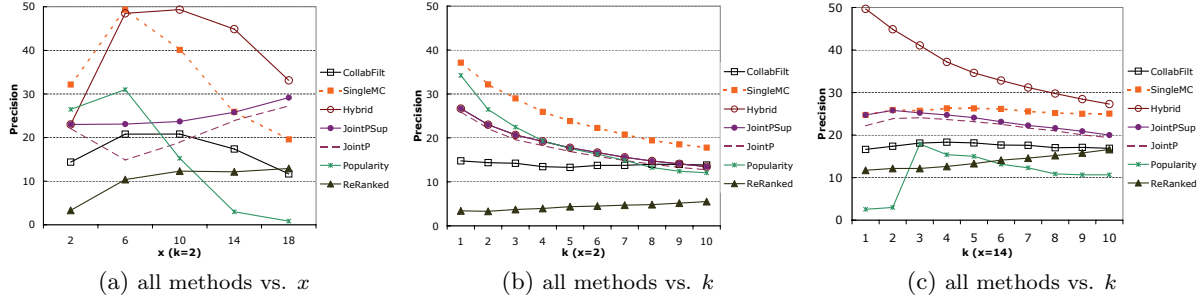 50
40
30
20
10
0
Precision
2 6 10 14 18
x (k=2)
CollabFilt
SingleMC
Hybrid
JointPSup
JointP
Popularity
ReRanked
(a) all methods vs. x
50
40
30
20
10
0
Precision
1 2 3 4 5 6 7 8 9 10
k (x=2)
CollabFilt
SingleMC
Hybrid
JointPSup
JointP
Popularity
ReRanked
(b) all methods vs. k
50
40
30
20
10
0
Precision
1 2 3 4 5 6 7 8 9 10
k (x=14)
CollabFilt
SingleMC
Hybrid
JointPSup
JointP
Popularity
ReRanked
(c) all methods vs. k